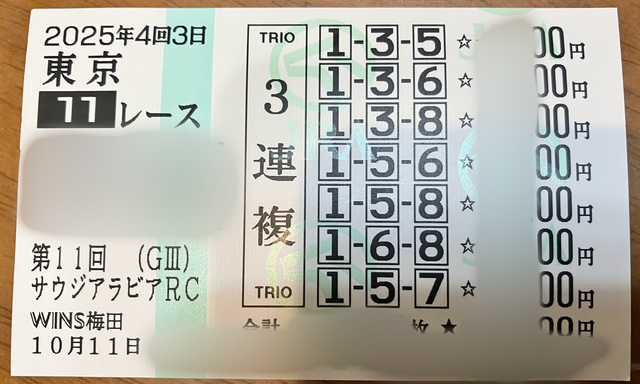 2025年4回3日
東京
11レース
第11回 (GⅢ)
サウジアラビアRC
WINS梅田
10月11日
TRIO
3連複
TRIO
1-3-5 ☆ 00円
1-3-6 ☆ 00円
1-3-8 ☆ 00円
1-5-6 ☆ 00円
1-5-8 ☆ 00円
1-6-8 ☆ 00円
1-5-7 ☆ 00円
合計 枚 ★ 00円